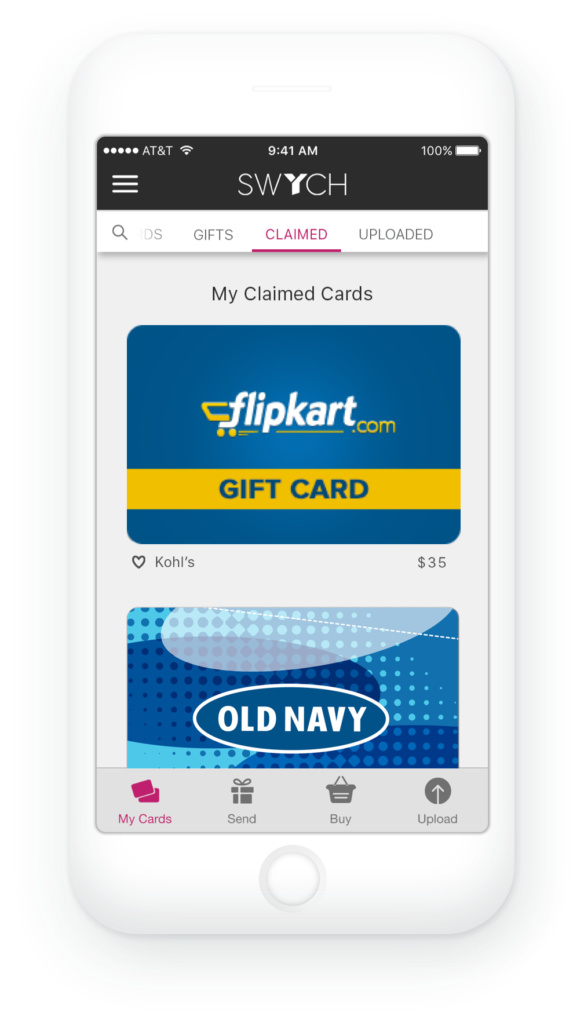 AT&T 9:41 AM 100%
SWYCH
GIFTS CLAIMED UPLOADED
My Claimed Cards
flipkart.com
GIFT CARD
Kohl's $35
OLD NAVY
My Cards Send Buy Upload